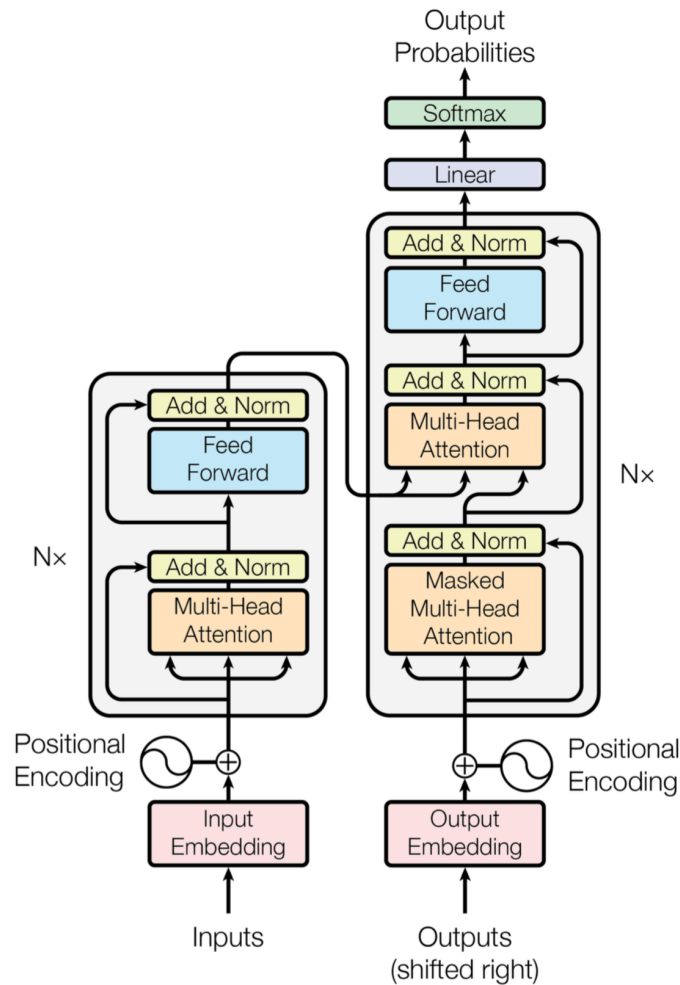 Output
Probabilities
Softmax
Linear
Add & Norm
Feed
Forward
Add & Norm
Multi-Head
Attention
Nx
Add & Norm
Masked
Multi-Head
Attention
Add & Norm
Feed
Forward
Nx
Add & Norm
Multi-Head
Attention
Positional
Encoding
Positional
Encoding
Input
Embedding
Output
Embedding
Inputs
Outputs
(shifted right)